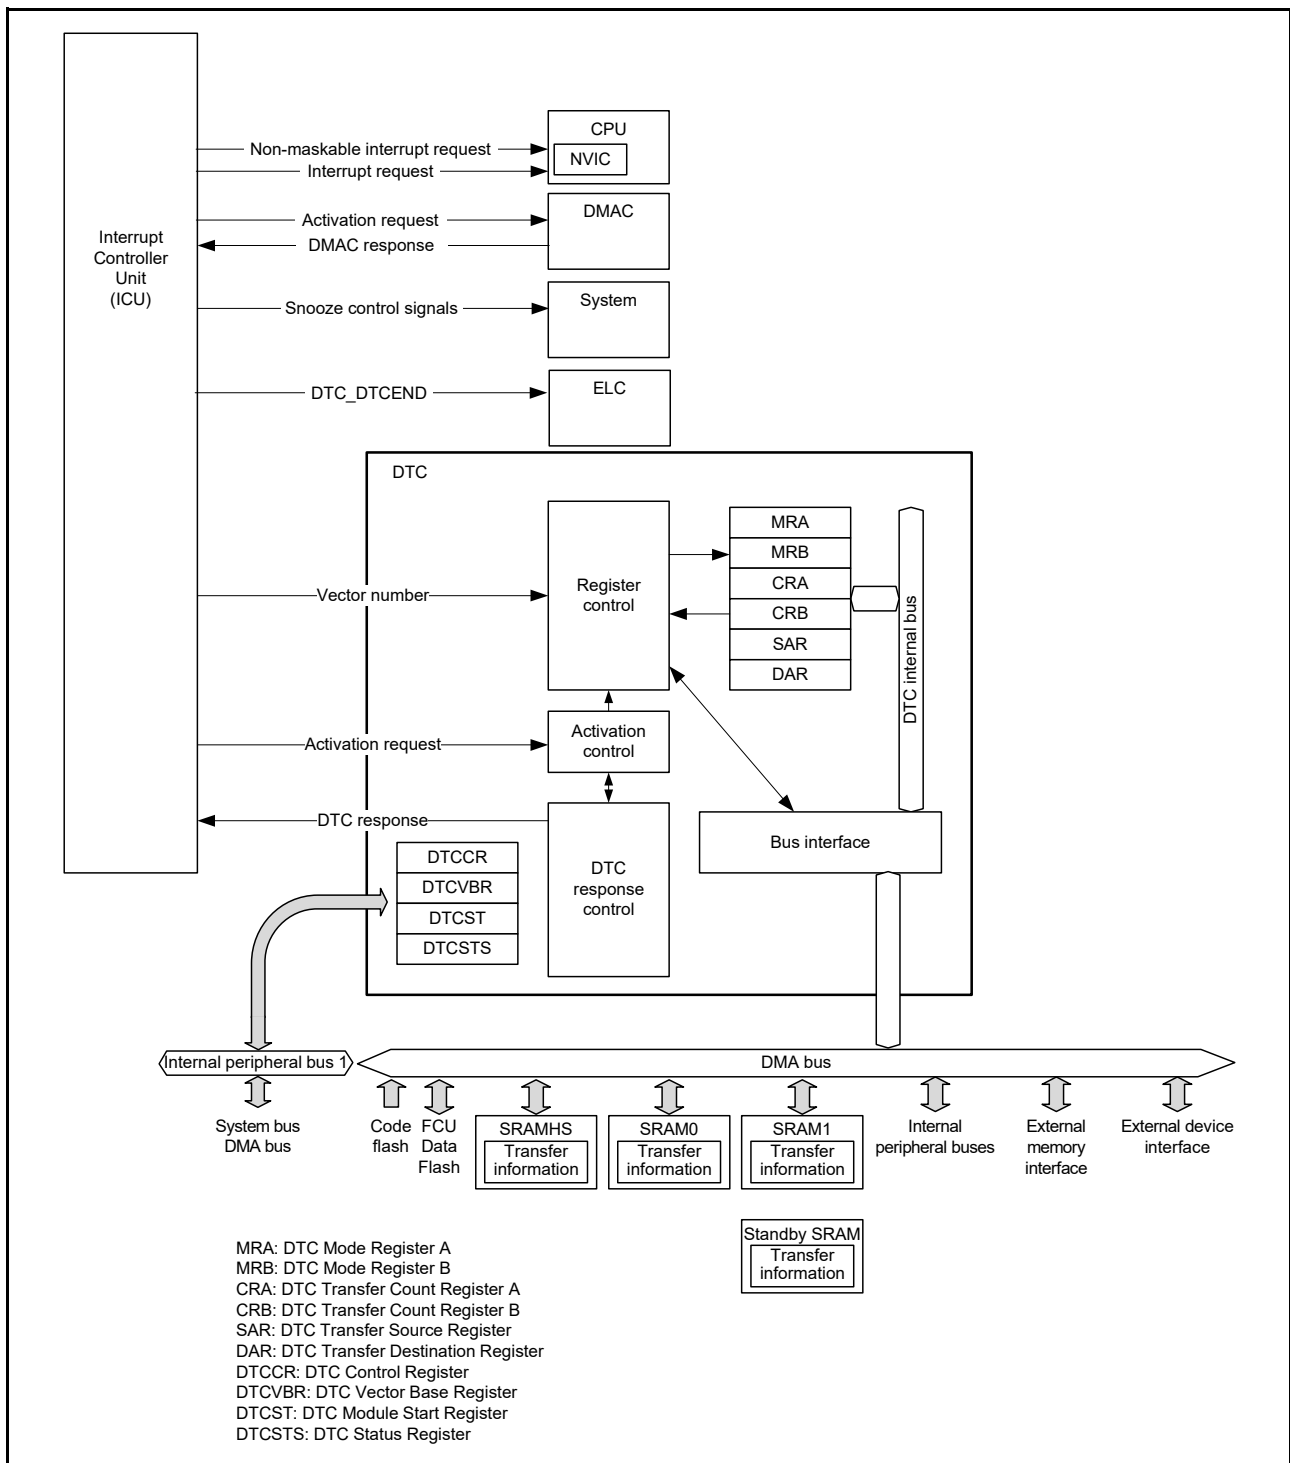 CPU
NVIC
Non-maskable interrupt request
Interrupt request
Activation request
DMAC
DMAC response
Interrupt
Controller
Unit
(ICU)
Snooze control signals
System
DTC_DTCEND
ELC
DTC
MRA
MRB
CRA
CRB
SAR
DAR
Register
control
Vector number
DTC internal bus
Activation request
Activation
control
DTC response
Bus interface
DTCCR
DTCVBR
DTCST
DTCSTS
DTC
response
control
Internal peripheral bus 1
DMA bus
System bus
DMA bus
Code
flash
FCU
Data
Flash
SRAMHS
Transfer
information
SRAM0
Transfer
information
SRAM1
Transfer
information
Internal
peripheral buses
External
memory
interface
External device
interface
Standby SRAM
Transfer
information
MRA: DTC Mode Register A
MRB: DTC Mode Register B
CRA: DTC Transfer Count Register A
CRB: DTC Transfer Count Register B
SAR: DTC Transfer Source Register
DAR: DTC Transfer Destination Register
DTCCR: DTC Control Register
DTCVBR: DTC Vector Base Register
DTCST: DTC Module Start Register
DTCSTS: DTC Status Register